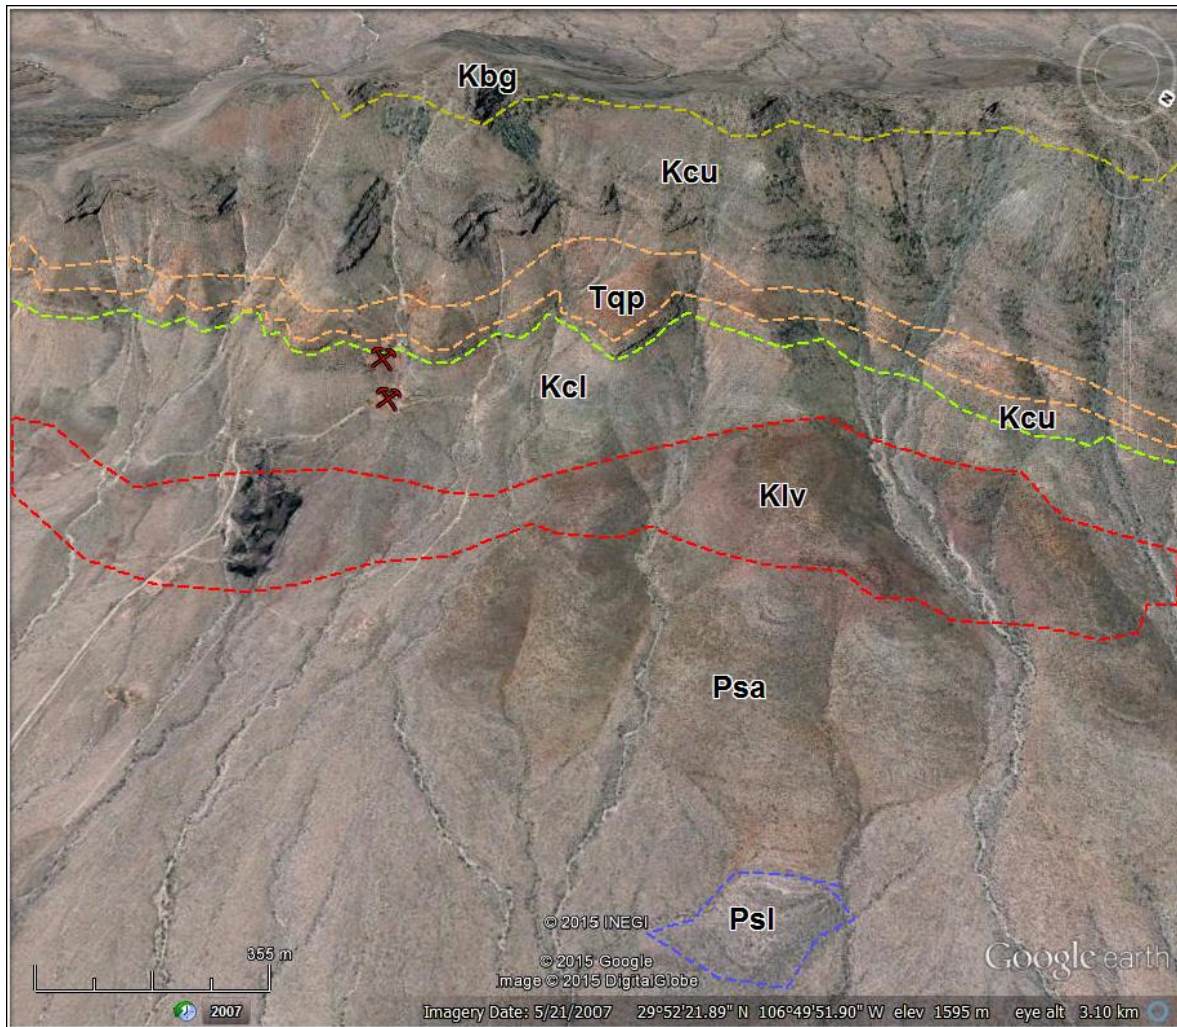 Kbg
Kcu
Tqp
Kcl
Kcu
Klv
Psa
Psl
N
© 2015 INEGI
© 2015 Google
Image © 2015 DigitalGlobe
Google earth
355 m
2007
Imagery Date: 5/21/2007 29°52'21.89" N 106°49'51.90" W elev 1595 m eye alt 3.10 km